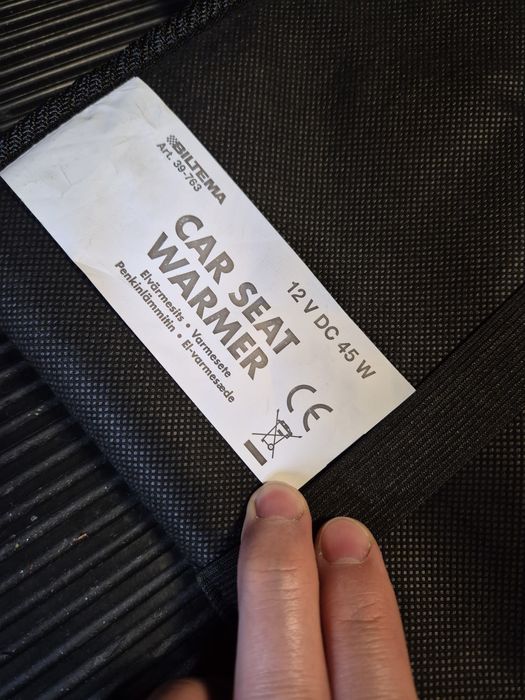 BILTEMA
Art. 39-763
CAR SEAT
WARMER
12 V DC 45 W
Elvärmesits • Varmesete
Penkinlämmitin • El-varmesæde
CE